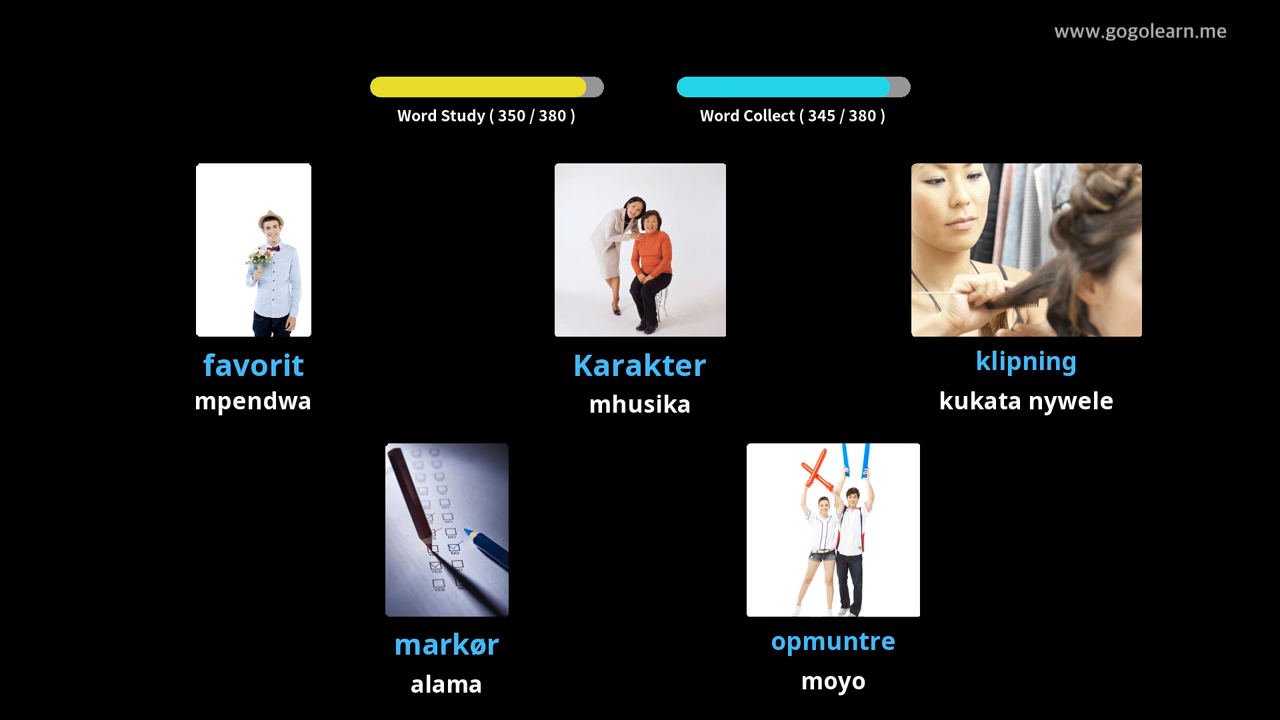 www.gogolearn.me
Word Study ( 350 / 380 )
Word Collect ( 345 / 380 )
favorit
mpendwa
Karakter
mhusika
klipning
kukata nywele
markør
alama
opmuntre
moyo